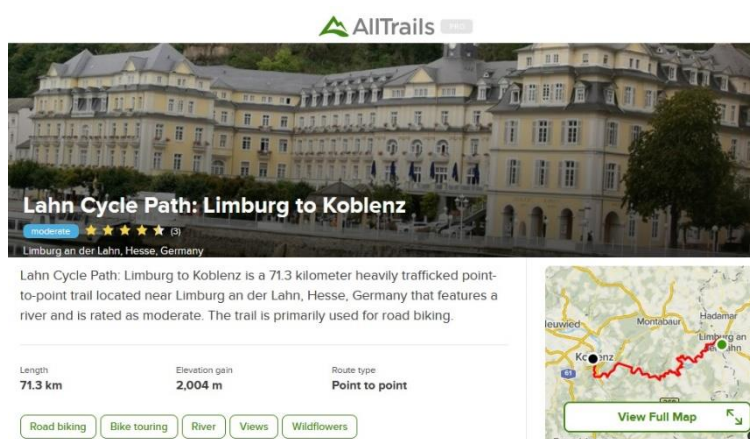 AllTrails PRO
Lahn Cycle Path: Limburg to Koblenz
moderate (3)
Limburg an der Lahn, Hesse, Germany
Lahn Cycle Path: Limburg to Koblenz is a 71.3 kilometer heavily trafficked point-
to-point trail located near Limburg an der Lahn, Hesse, Germany that features a
river and is rated as moderate. The trail is primarily used for road biking.
Length
71.3 km
Elevation gain
2,004 m
Route type
Point to point
Road biking
Bike touring
River
Views
Wildflowers
Hadamar
Montabaur
Limburg an
61
View Full Map